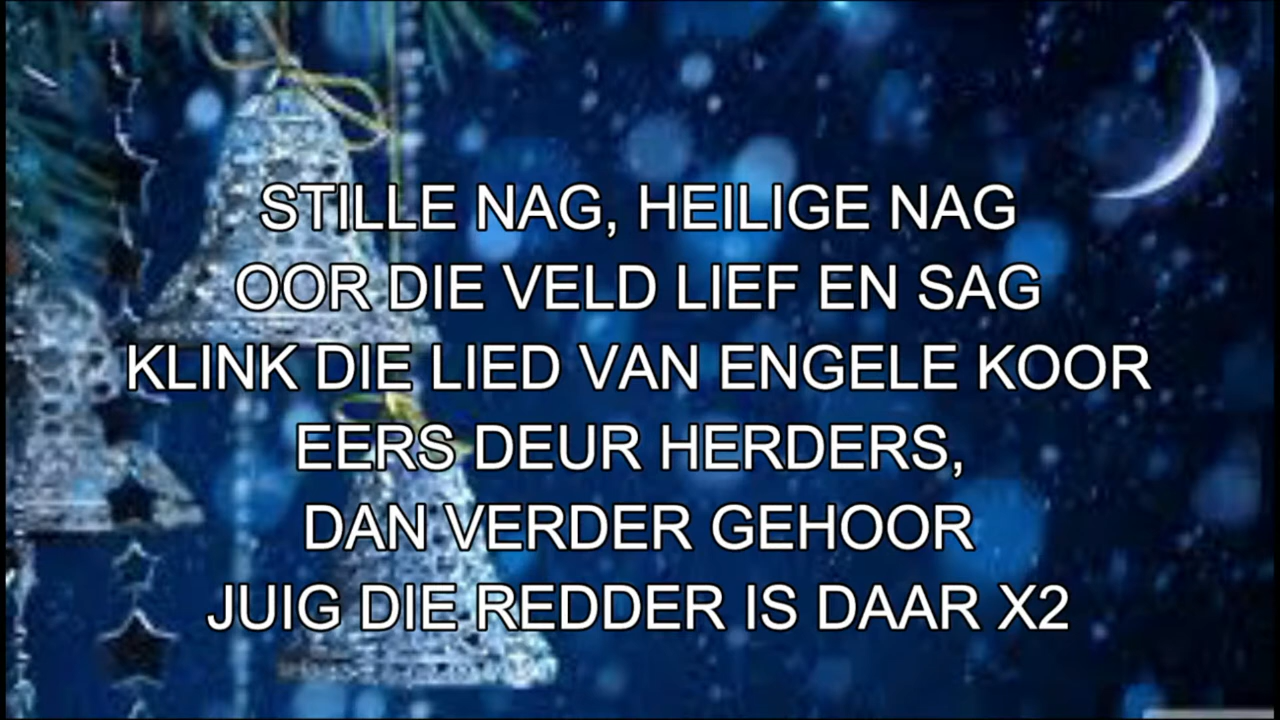 STILLE NAG, HEILIGE NAG
OOR DIE VELD LIEF EN SAG
KLINK DIE LIED VAN ENGELE KOOR
EERS DEUR HERDERS,
DAN VERDER GEHOOR
JUIG DIE REDDER IS DAAR X2